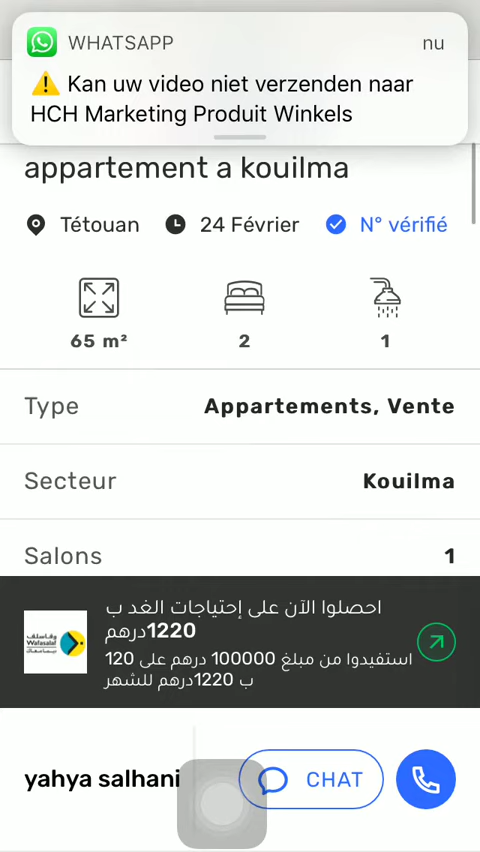 WHATSAPP
nu
⚠️ Kan uw video niet verzenden naar
HCH Marketing Produit Winkels
appartement a kouilma
Tétouan
24 Février
N° vérifié
65 m²
2
1
Type
Appartements, Vente
Secteur
Kouilma
Salons
1
احصلوا الآن على إحتياجات الغد ب
1220درهم
استفيدوا من مبلغ 100000 درهم على 120
ب 1220درهم للشهر
وفاسلف
Wafasalaf
yahya salhani
CHAT